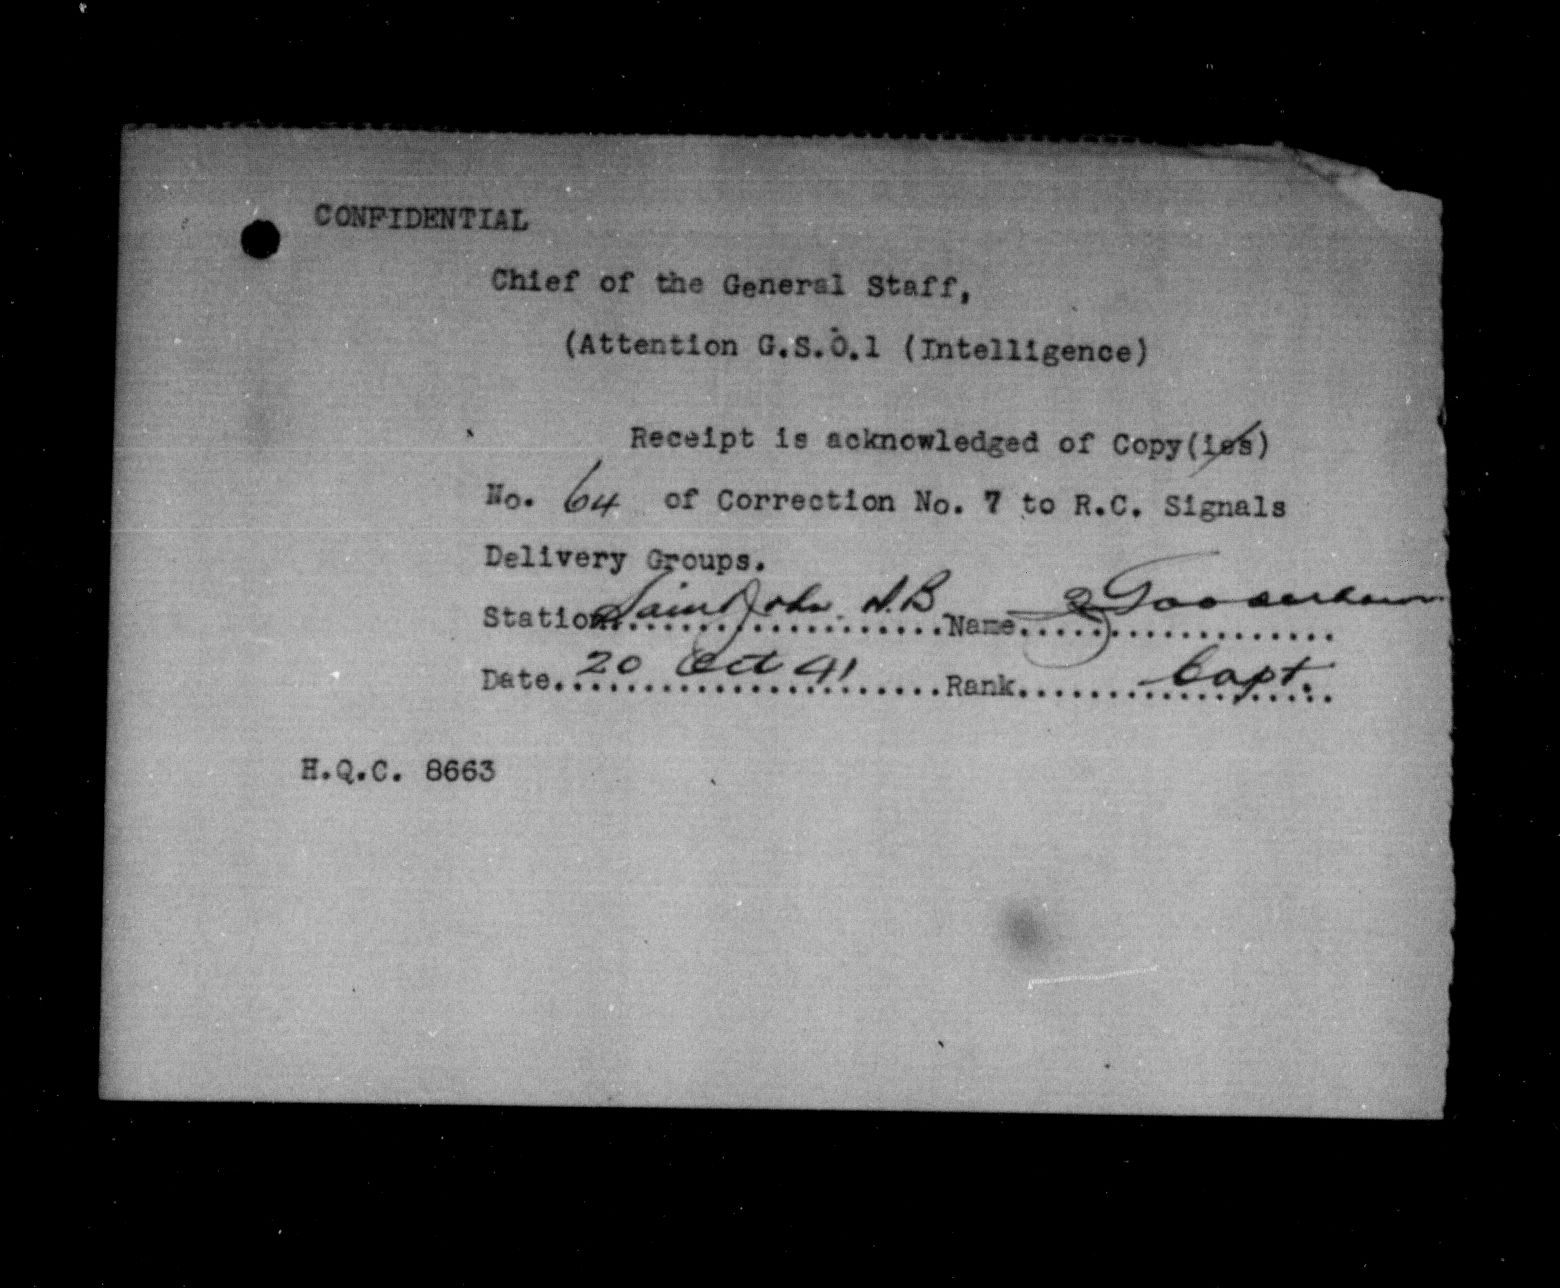 CONFIDENTIAL
Chief of the General Staff,
(Attention G.S.O.1 (Intelligence)
Receipt is acknowledged of Copy(ies)
No. 64 of Correction No. 7 to R.C. Signals
Delivery Groups.
Station Saint John N.B Name
Date 20 Oct 41 Rank Capt.
H.Q.C. 8663